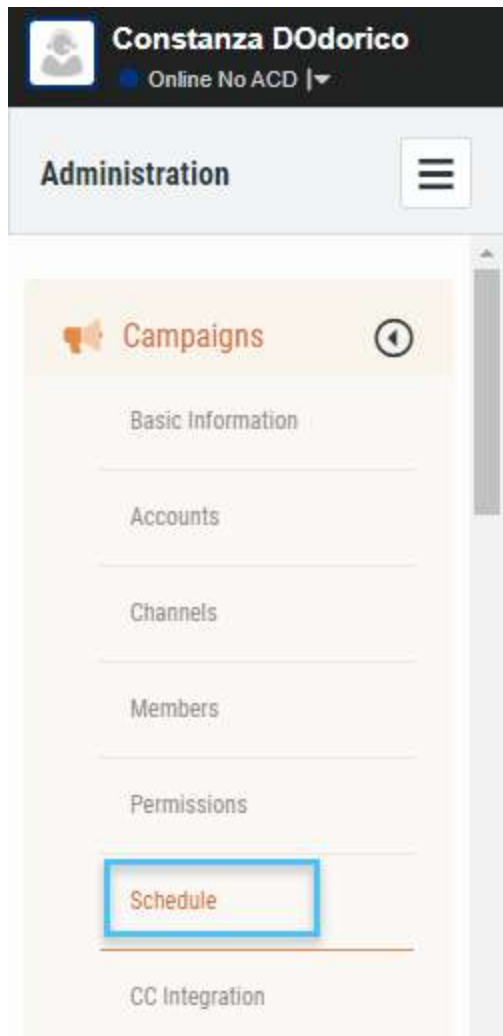 Constanza DOdorico
Online No ACD
Administration
Campaigns
Basic Information
Accounts
Channels
Members
Permissions
Schedule
CC Integration